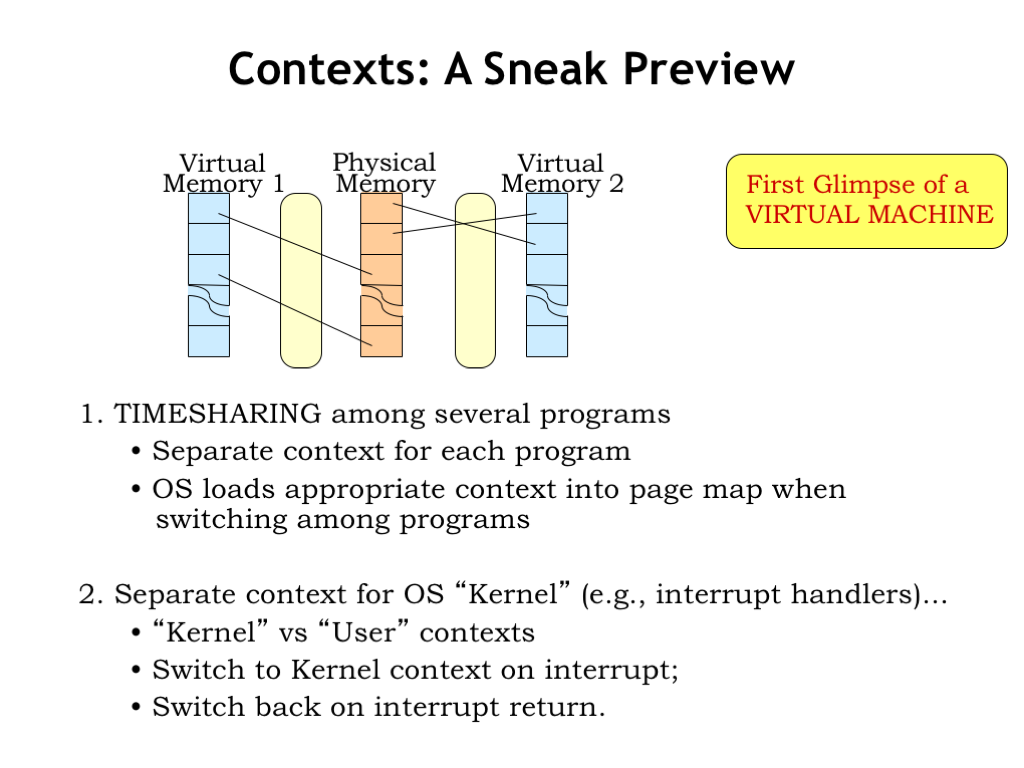 Contexts: A Sneak Preview
Virtual
Memory 1
Physical
Memory
Virtual
Memory 2
First Glimpse of a
VIRTUAL MACHINE
1. TIMESHARING among several programs
• Separate context for each program
• OS loads appropriate context into page map when
switching among programs
2. Separate context for OS “Kernel” (e.g., interrupt handlers)...
• “Kernel” vs “User” contexts
• Switch to Kernel context on interrupt;
• Switch back on interrupt return.